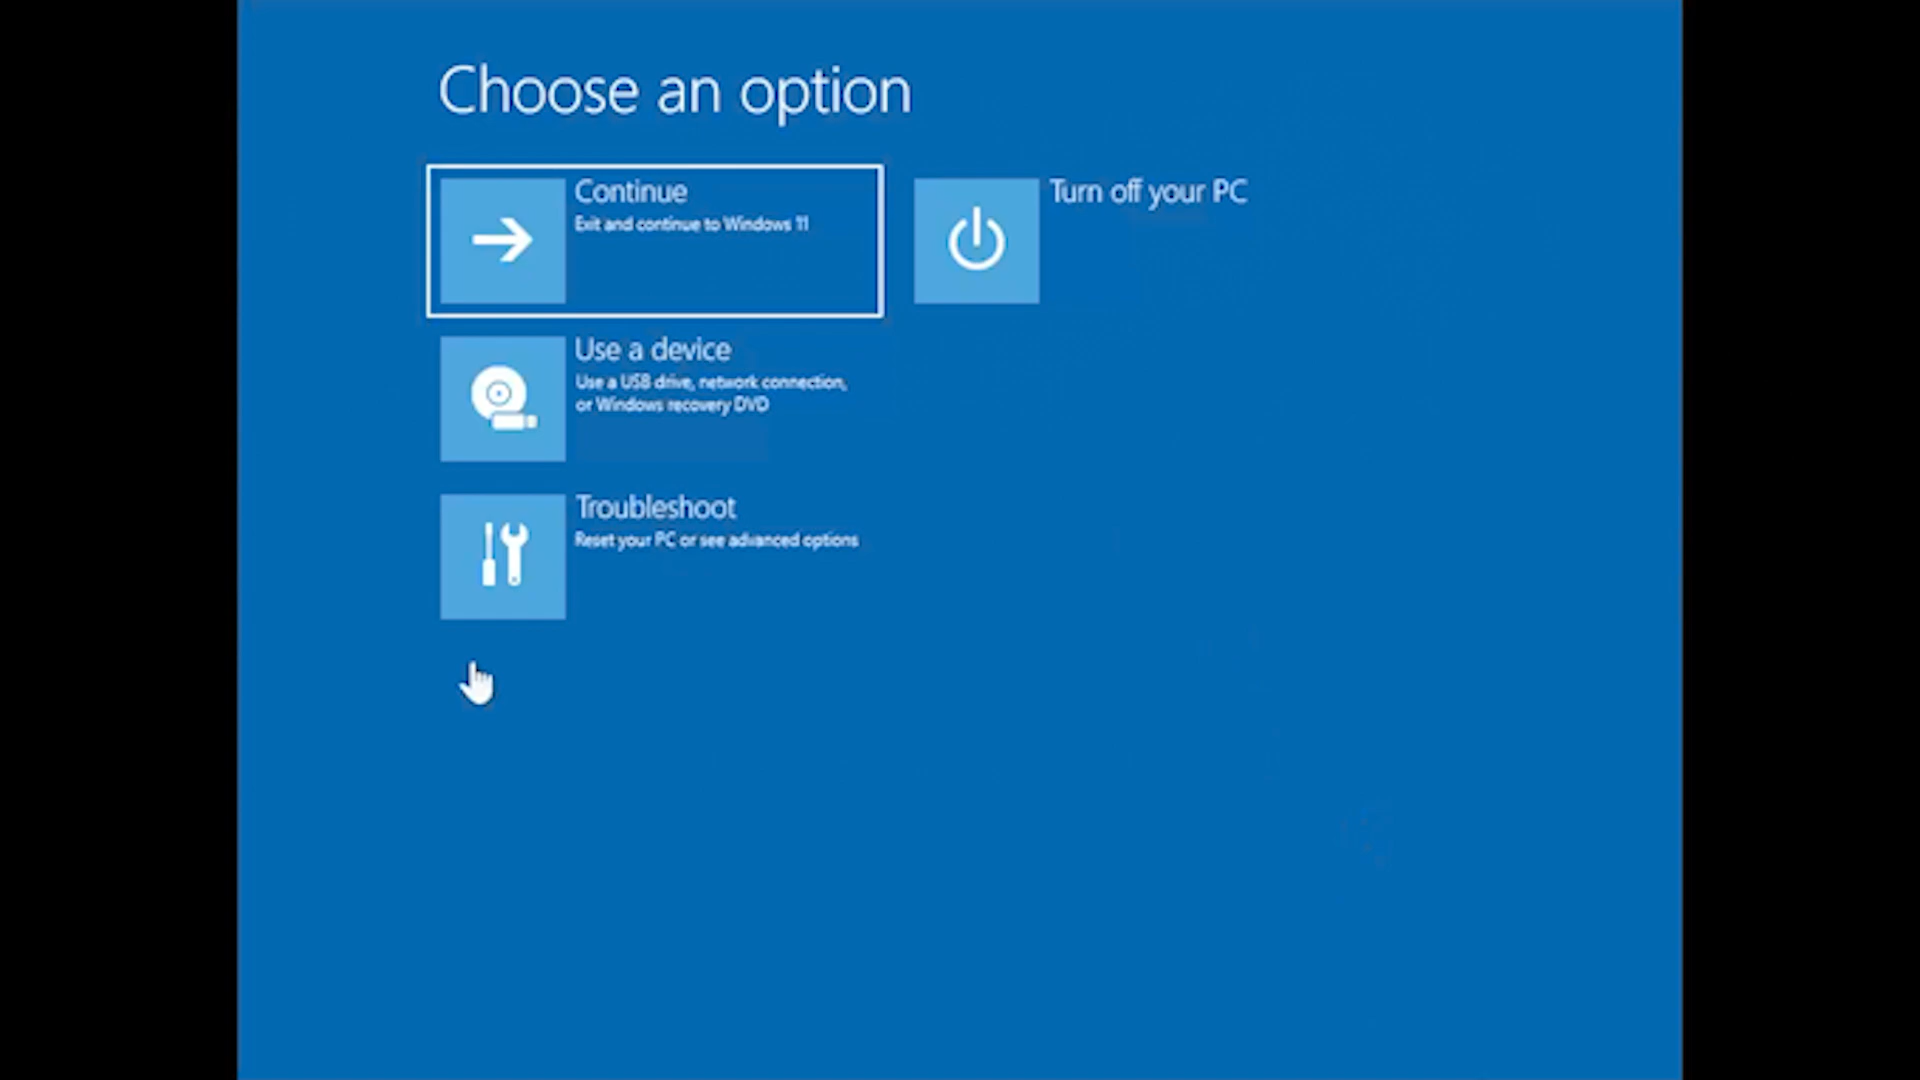 Choose an option
Continue
Exit and continue to Windows 11
Turn off your PC
Use a device
Use a USB drive, network connection,
or Windows recovery DVD
Troubleshoot
Reset your PC or see advanced options